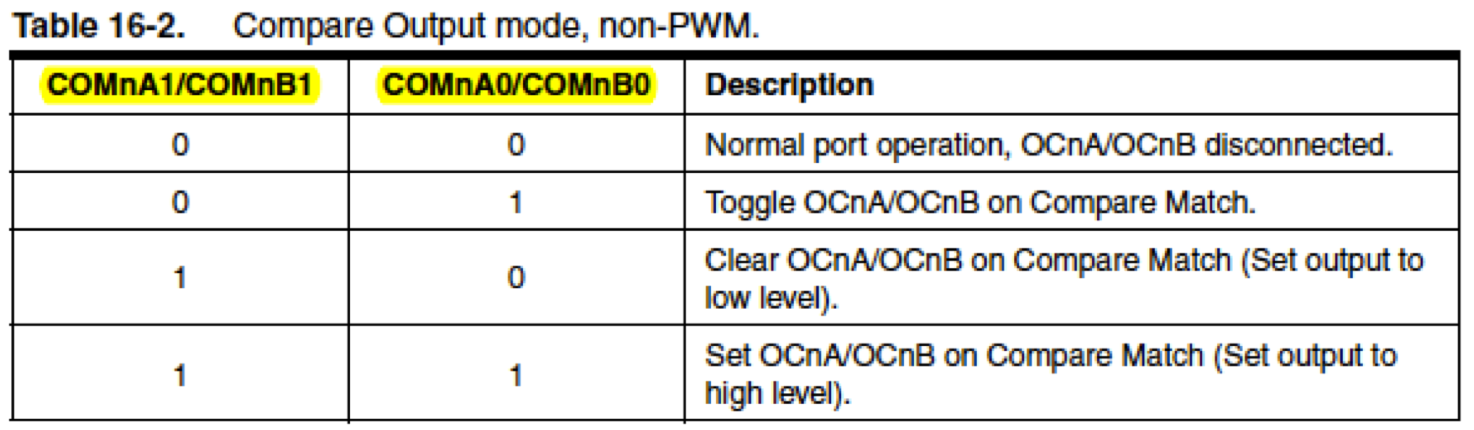 Table 16-2. Compare Output mode, non-PWM.
COMnA1/COMnB1 COMnA0/COMnB0 Description
0 0 Normal port operation, OCnA/OCnB disconnected.
0 1 Toggle OCnA/OCnB on Compare Match.
1 0 Clear OCnA/OCnB on Compare Match (Set output to
low level).
1 1 Set OCnA/OCnB on Compare Match (Set output to
high level).